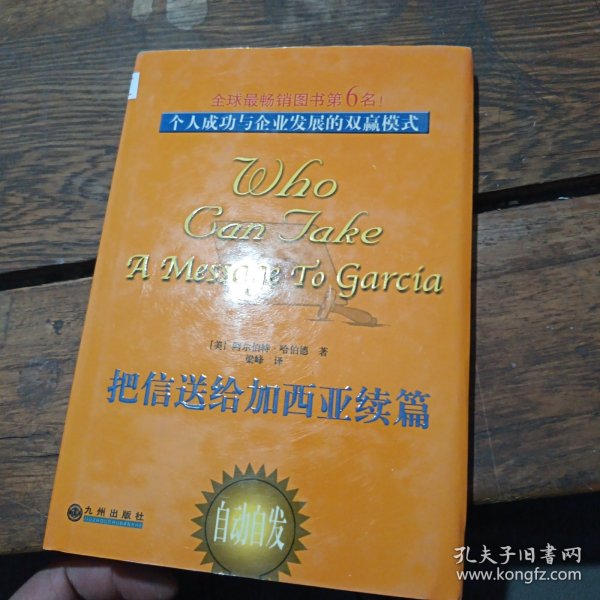 全球最畅销图书第6名!
个人成功与企业发展的双赢模式
Who
Can Take
A Message To Garcia
[美] 阿尔伯特·哈伯德 著
梁峰 译
把信送给加西亚续篇
九州出版社
JIUZHOUPRESS
自动自发
孔夫子旧书网
www.kongfz.com